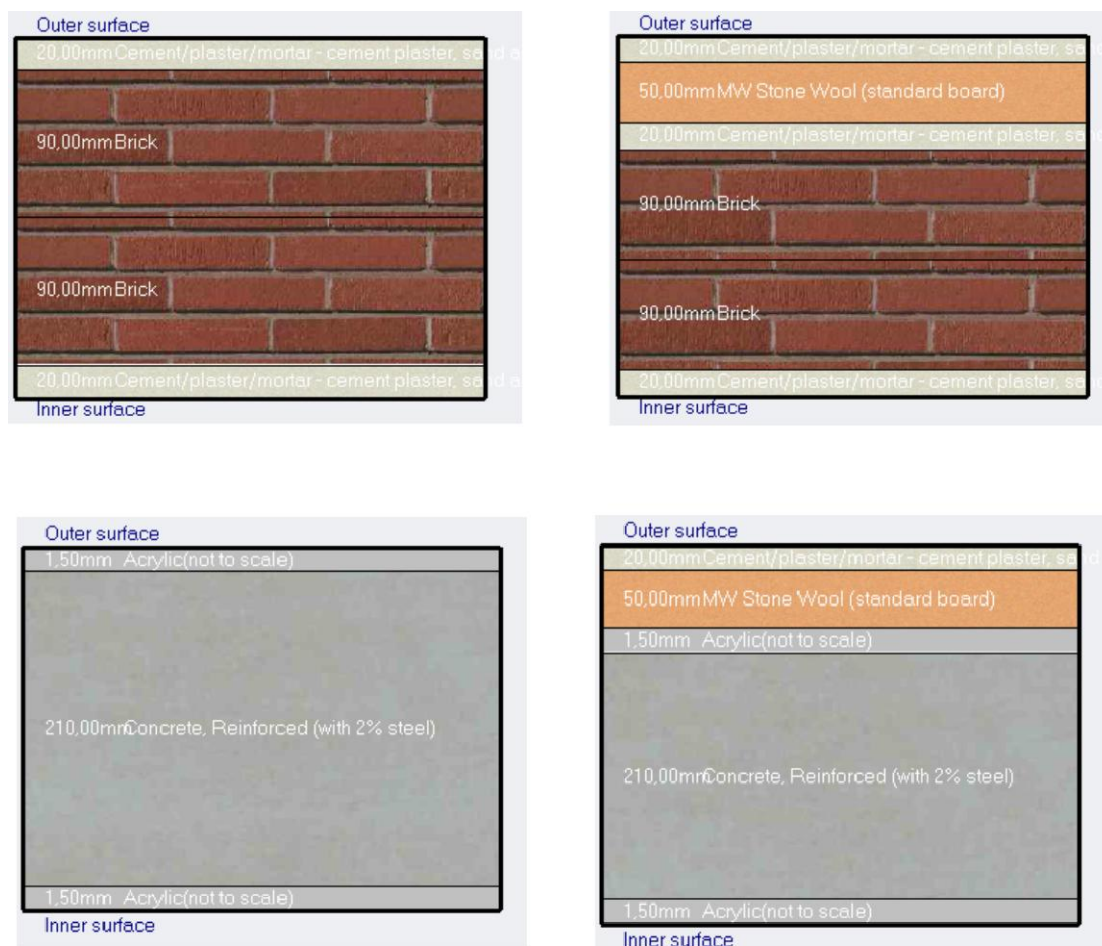 Outer surface
20,00mm Cement/plaster/mortar - cement plaster, sand a
90,00mm Brick
90,00mm Brick
20,00mm Cement/plaster/mortar - cement plaster, sand a
Inner surface
Outer surface
20,00mm Cement/plaster/mortar - cement plaster, sa
50,00mm MW Stone Wool (standard board)
20,00mm Cement/plaster/mortar - cement plaster, sa
90,00mm Brick
90,00mm Brick
20,00mm Cement/plaster/mortar - cement plaster, sa
Inner surface
Outer surface
1,50mm Acrylic(not to scale)
210,00mm Concrete, Reinforced (with 2% steel)
1,50mm Acrylic(not to scale)
Inner surface
Outer surface
20,00mm Cement/plaster/mortar - cement plaster, sand
50,00mm MW Stone Wool (standard board)
1,50mm Acrylic(not to scale)
210,00mm Concrete, Reinforced (with 2% steel)
1,50mm Acrylic(not to scale)
Inner surface